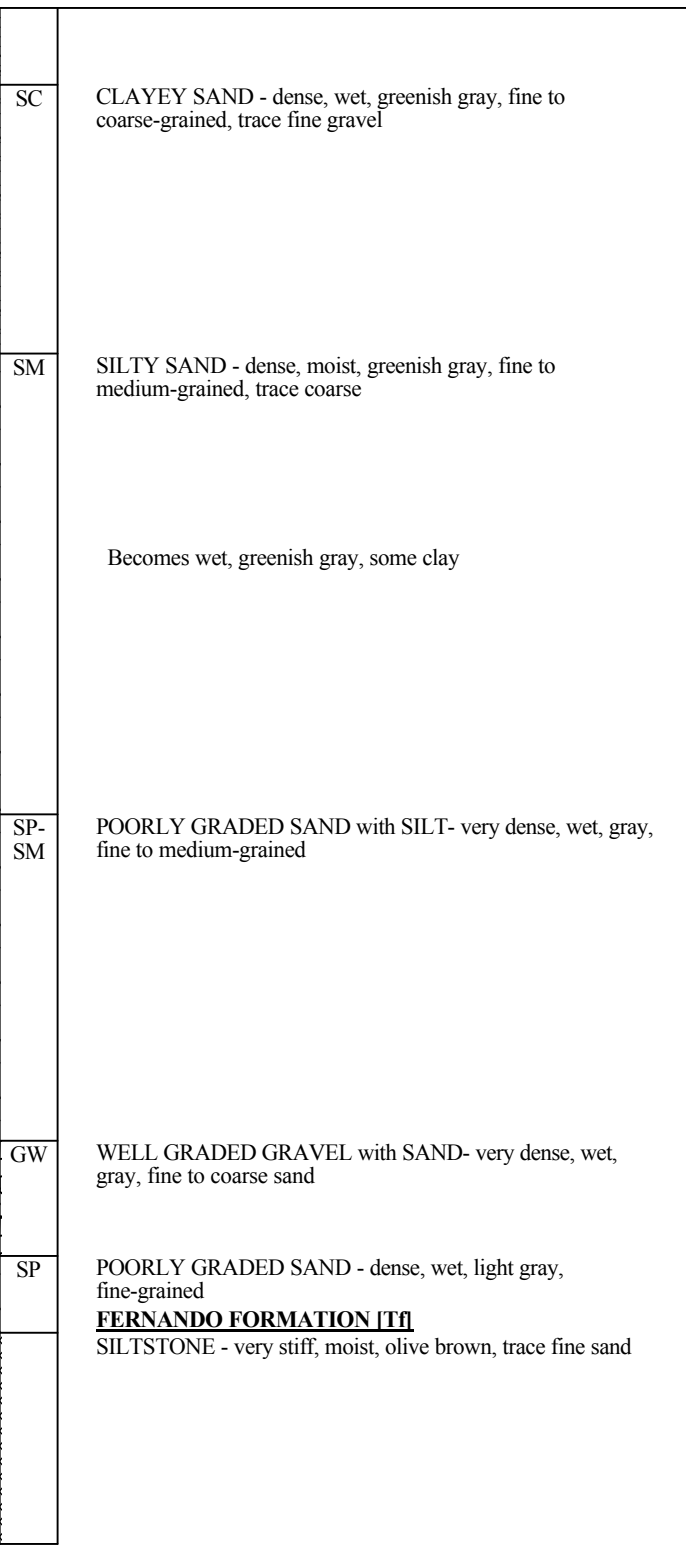 SC
CLAYEY SAND - dense, wet, greenish gray, fine to
coarse-grained, trace fine gravel
SM
SILTY SAND - dense, moist, greenish gray, fine to
medium-grained, trace coarse
Becomes wet, greenish gray, some clay
SP-
SM
POORLY GRADED SAND with SILT- very dense, wet, gray,
fine to medium-grained
GW
WELL GRADED GRAVEL with SAND- very dense, wet,
gray, fine to coarse sand
SP
POORLY GRADED SAND - dense, wet, light gray,
fine-grained
FERNANDO FORMATION [Tf]
SILTSTONE - very stiff, moist, olive brown, trace fine sand